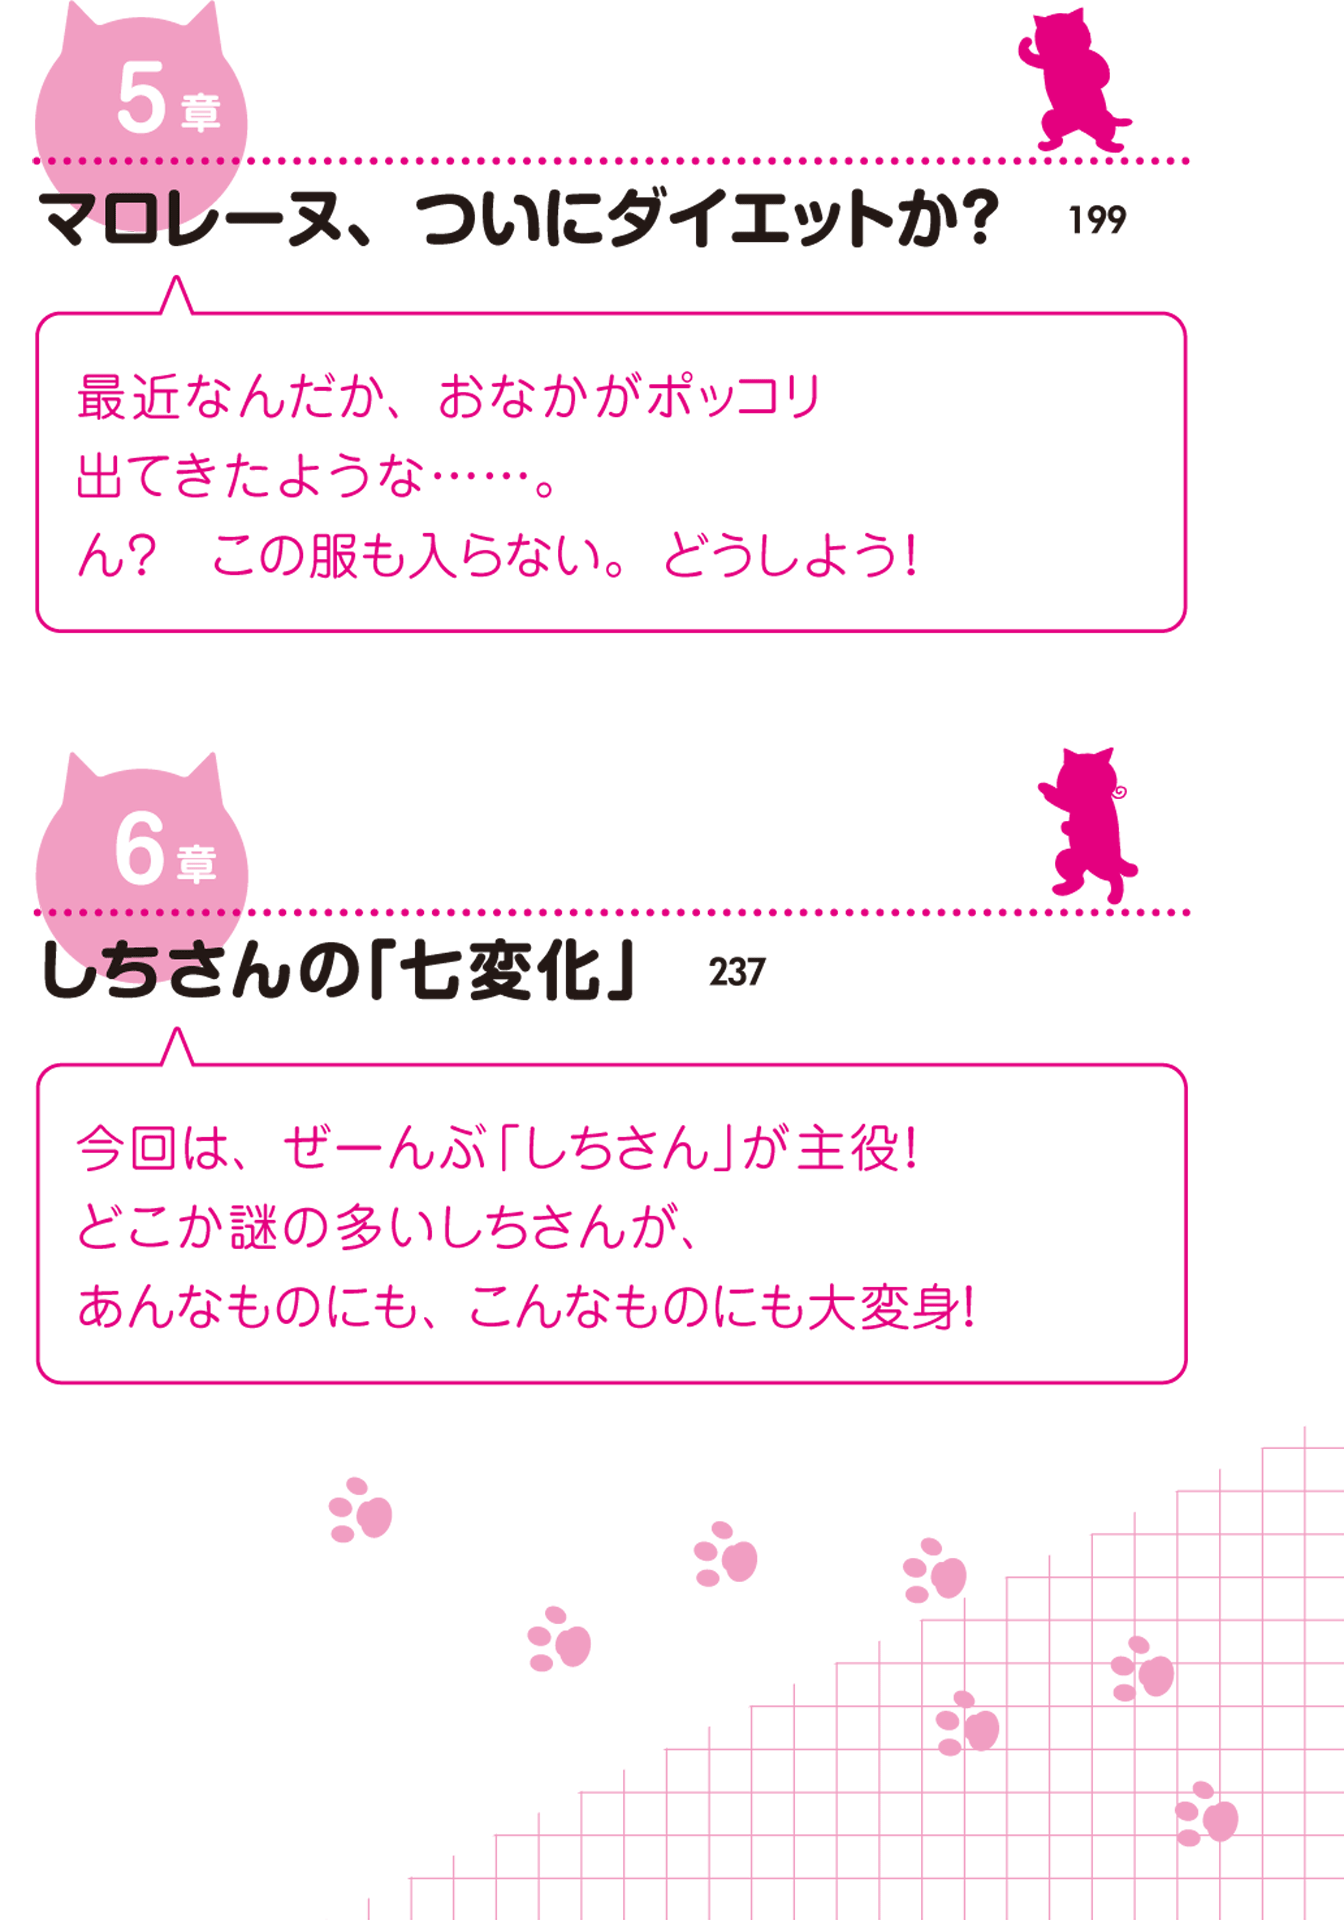 5章
マロレーヌ、ついにダイエットか？ 199
最近なんだか、おなかがポッコリ
出てきたような……。
ん？　この服も入らない。どうしよう！
6章
しちさんの「七変化」 237
今回は、ぜーんぶ「しちさん」が主役！
どこか謎の多いしちさんが、
あんなものにも、こんなものにも大変身！